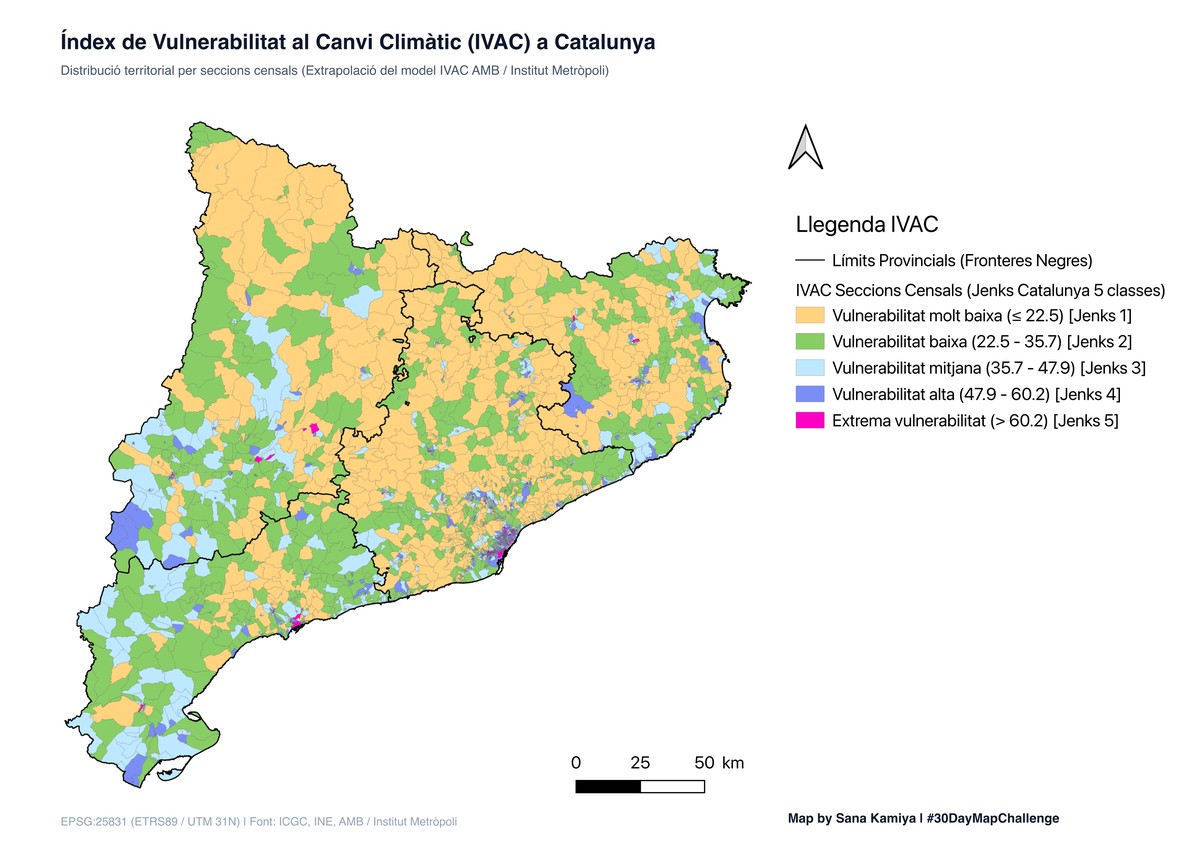 Índex de Vulnerabilitat al Canvi Climàtic (IVAC) a Catalunya
Distribució territorial per seccions censals (Extrapolació del model IVAC AMB / Institut Metròpoli)
Llegenda IVAC
Límits Provincials (Fronteres Negres)
IVAC Seccions Censals (Jenks Catalunya 5 classes)
Vulnerabilitat molt baixa (≤ 22.5) [Jenks 1]
Vulnerabilitat baixa (22.5 - 35.7) [Jenks 2]
Vulnerabilitat mitjana (35.7 - 47.9) [Jenks 3]
Vulnerabilitat alta (47.9 - 60.2) [Jenks 4]
Extrema vulnerabilitat (> 60.2) [Jenks 5]
0 25 50 km
EPSG:25831 (ETRS89 / UTM 31N) | Font: ICGC, INE, AMB / Institut Metròpoli
Map by Sana Kamiya | #30DayMapChallenge